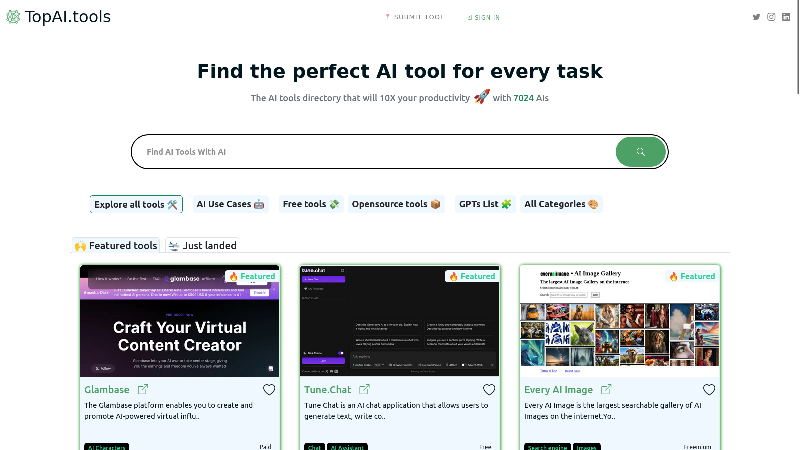 TopAI.tools
SUBMIT TOOL
SIGN IN
Find the perfect AI tool for every task
The AI tools directory that will 10X your productivity 🚀 with 7024 AIs
Find AI Tools With AI
Explore all tools 🛠️
AI Use Cases 🤖
Free tools 💸
Opensource tools 📦
GPTs List 🧩
All Categories 🎨
🙌 Featured tools
🛬 Just landed
🔥 Featured
glambase
Craft Your Virtual
Content Creator
Glambase
The Glambase platform enables you to create and
promote AI-powered virtual influ..
AI Characters
Paid
tune.chat
🔥 Featured
Tune.Chat
Tune Chat is an AI chat application that allows users to
generate text, write co..
Chat
AI Assistant
Free
• AI Image Gallery
🔥 Featured
The largest AI Image Gallery on the internet.
Every AI Image
Every AI Image is the largest searchable gallery of AI
Images on the internet.Yo..
Search engine
Images
Freemium